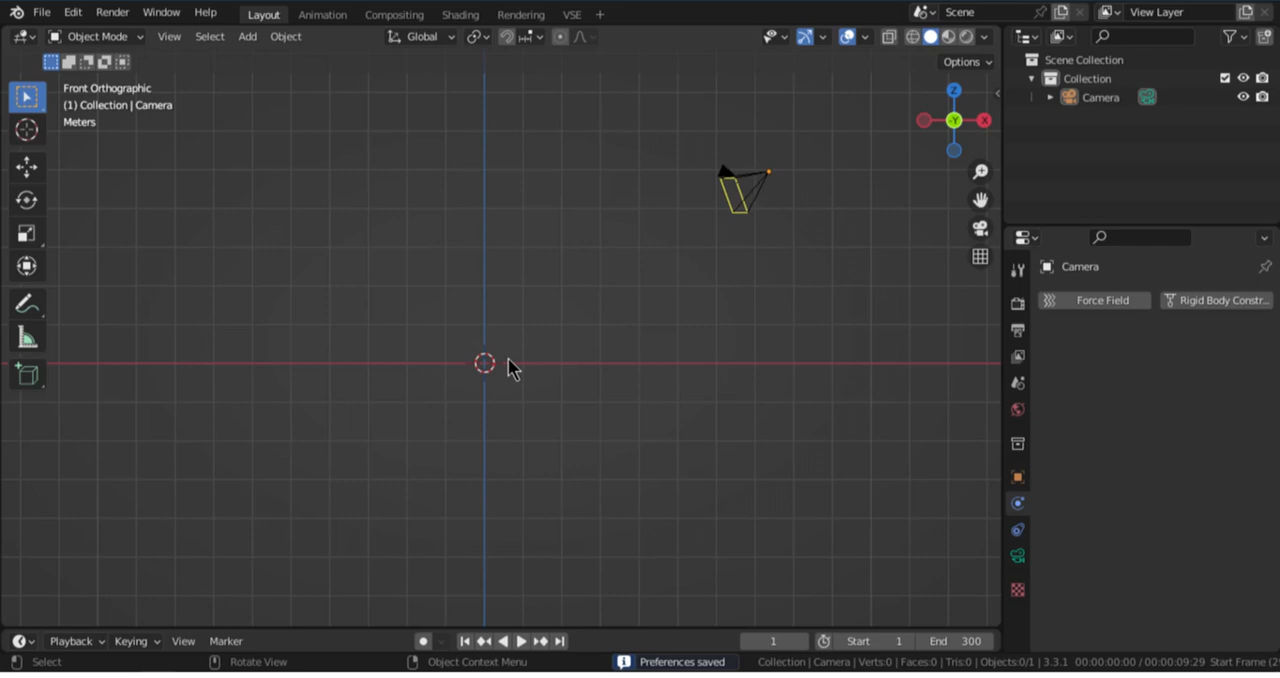 File Edit Render Window Help Layout Animation Compositing Shading Rendering VSE + Scene View Layer
Object Mode View Select Add Object Global
Options
Front Orthographic
(1) Collection | Camera
Meters
Z
-Y X
Scene Collection
Collection
Camera
Camera
Force Field Rigid Body Constr...
Playback Keying View Marker 1 Start 1 End 300
Select Rotate View Object Context Menu Preferences saved Collection | Camera | Verts:0 | Faces:0 | Tris:0 | Objects:0/1 | 3.3.1 00:00:00:00 / 00:00:09:29 Start Frame (2